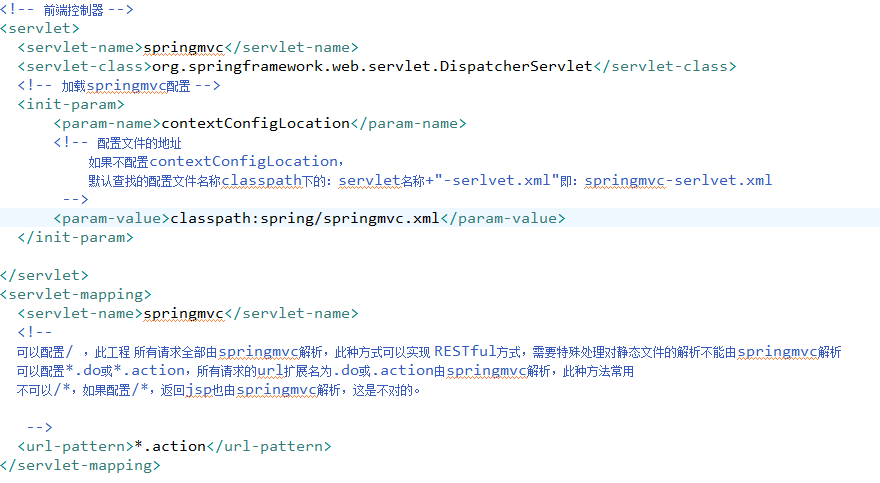 <!-- 前端控制器 -->
<servlet>
<servlet-name>springmvc</servlet-name>
<servlet-class>org.springframework.web.servlet.DispatcherServlet</servlet-class>
<!-- 加载springmvc配置 -->
<init-param>
<param-name>contextConfigLocation</param-name>
<!-- 配置文件的地址
如果不配置contextConfigLocation，
默认查找的配置文件名称classpath下的：servlet名称+"-serlvet.xml"即：springmvc-serlvet.xml
-->
<param-value>classpath:spring/springmvc.xml</param-value>
</init-param>
</servlet>
<servlet-mapping>
<servlet-name>springmvc</servlet-name>
<!--
可以配置/ ，此工程 所有请求全部由springmvc解析，此种方式可以实现 RESTful方式，需要特殊处理对静态文件的解析不能由springmvc解析
可以配置*.do或*.action，所有请求的url扩展名为.do或.action由springmvc解析，此种方法常用
不可以/*，如果配置/*，返回jsp也由springmvc解析，这是不对的。
-->
<url-pattern>*.action</url-pattern>
</servlet-mapping>